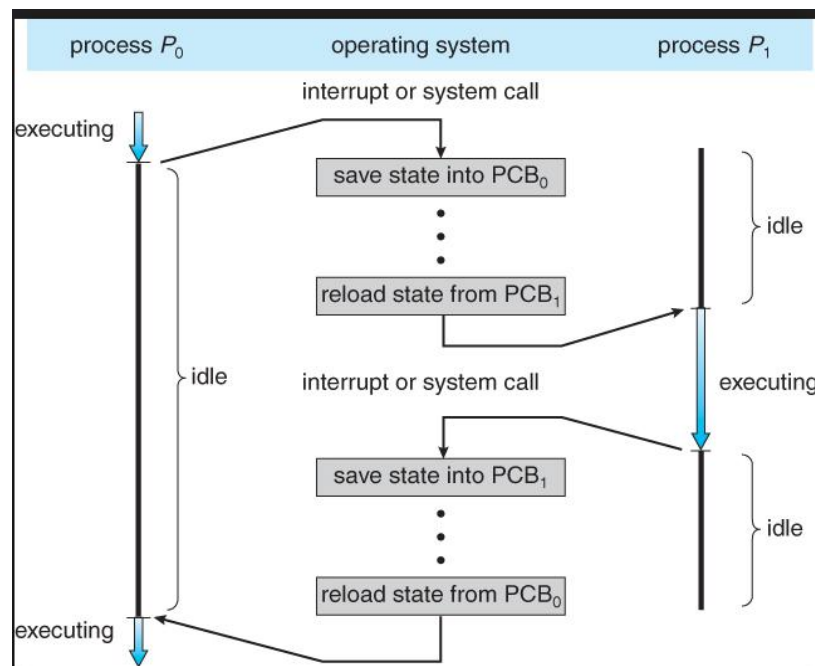 process P0 operating system process P1
interrupt or system call
executing
save state into PCB0
idle
reload state from PCB1
idle
interrupt or system call
executing
save state into PCB1
idle
reload state from PCB0
executing